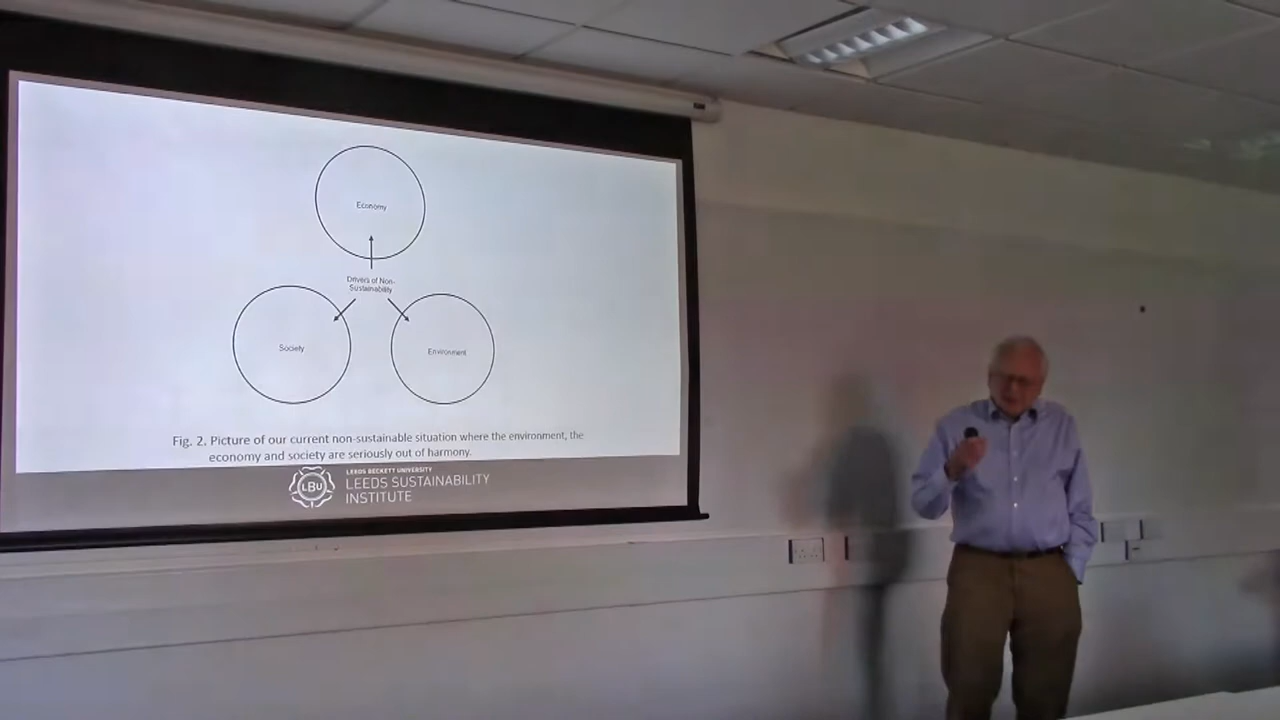 Economy
Drivers of Non-
Sustainability
Society
Environment
Fig. 2. Picture of our current non-sustainable situation where the environment, the
economy and society are seriously out of harmony.
LBU
LEEDS BECKETT UNIVERSITY
LEEDS SUSTAINABILITY
INSTITUTE